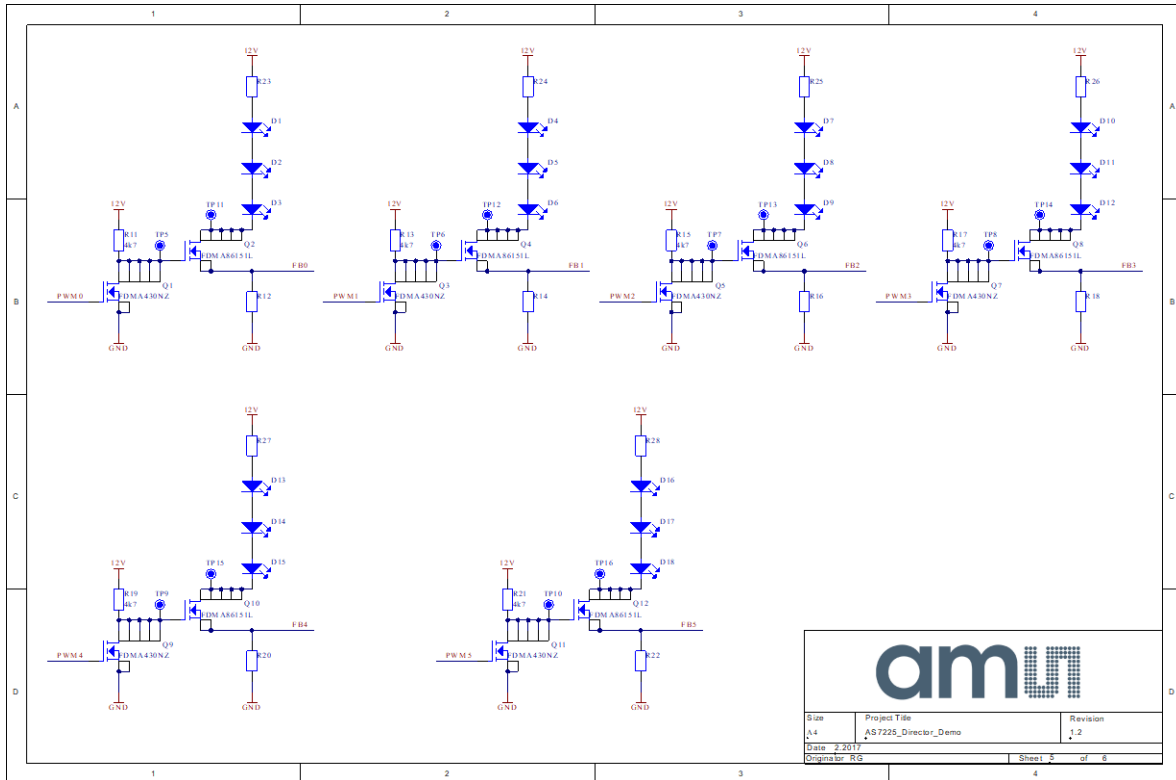 1 2 3 4
12V 12V 12V 12V
R23 R24 R25 R26
A A
D1 D4 D7 D10
D2 D5 D8 D11
D3 D6 D9 D12
12V TP11 12V TP12 12V TP13 12V TP14
R11 TP5 R13 TP6 R15 TP7 R17 TP8
4k7 Q2 4k7 Q4 4k7 Q6 4k7 Q8
FDMA86151L FDMA86151L FDMA86151L FDMA86151L
FB0 FB1 FB2 FB3
Q1 Q3 Q5 Q7
B PWM0 FDMA430NZ R12 PWM1 FDMA430NZ R14 PWM2 FDMA430NZ R16 PWM3 FDMA430NZ R18 B
GND GND GND GND GND GND GND GND
12V 12V
R27 R28
D13 D16
C C
D14 D17
12V TP15 D15 12V TP16 D18
R19 TP9 R21 TP10
4k7 Q10 4k7 Q12
FDMA86151L FDMA86151L
FB4 FB5
Q9 Q11
PWM4 FDMA430NZ R20 PWM5 FDMA430NZ R22
D D
GND GND GND GND
am
Size Project Title Revision
A4 AS7225_Director_Demo 1.2
Date 2.2017
Originator RG Sheet 5 of 6
1 2 3 4